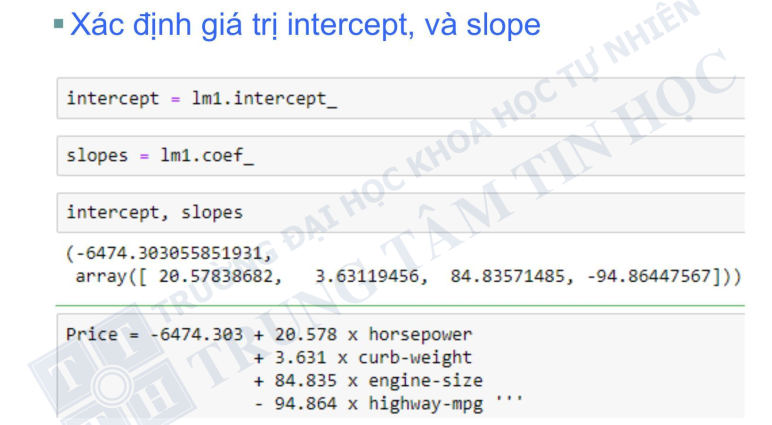 ▪ Xác định giá trị intercept, và slope
intercept = lm1.intercept_
slopes = lm1.coef_
intercept, slopes
(-6474.303055851931,
array([ 20.57838682, 3.63119456, 84.83571485, -94.86447567]))
Price = -6474.303 + 20.578 x horsepower
+ 3.631 x curb-weight
+ 84.835 x engine-size
- 94.864 x highway-mpg '''
TRƯỜNG ĐẠI HỌC KHOA HỌC TỰ NHIÊN
TRUNG TÂM TIN HỌC